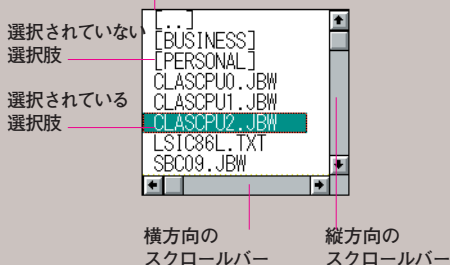 選択されていない
選択肢
選択されている
選択肢
[..]
[BUSINESS]
[PERSONAL]
CLASCPU0.JBW
CLASCPU1.JBW
CLASCPU2.JBW
LSIC86L.TXT
SBC09.JBW
横方向の
スクロールバー
縦方向の
スクロールバー